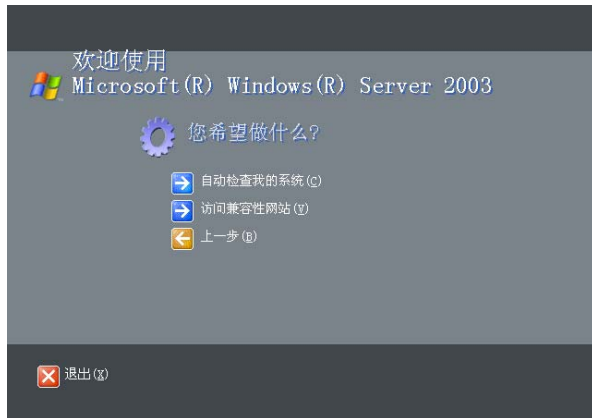 欢迎使用
Microsoft(R) Windows(R) Server 2003
您希望做什么?
自动检查我的系统(C)
访问兼容性网站(V)
上一步(B)
退出(X)